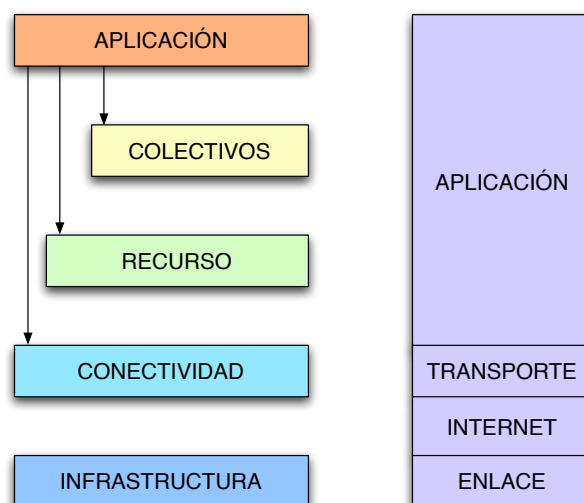 APLICACIÓN
COLECTIVOS
RECURSO
CONECTIVIDAD
INFRASTRUCTURA
APLICACIÓN
TRANSPORTE
INTERNET
ENLACE